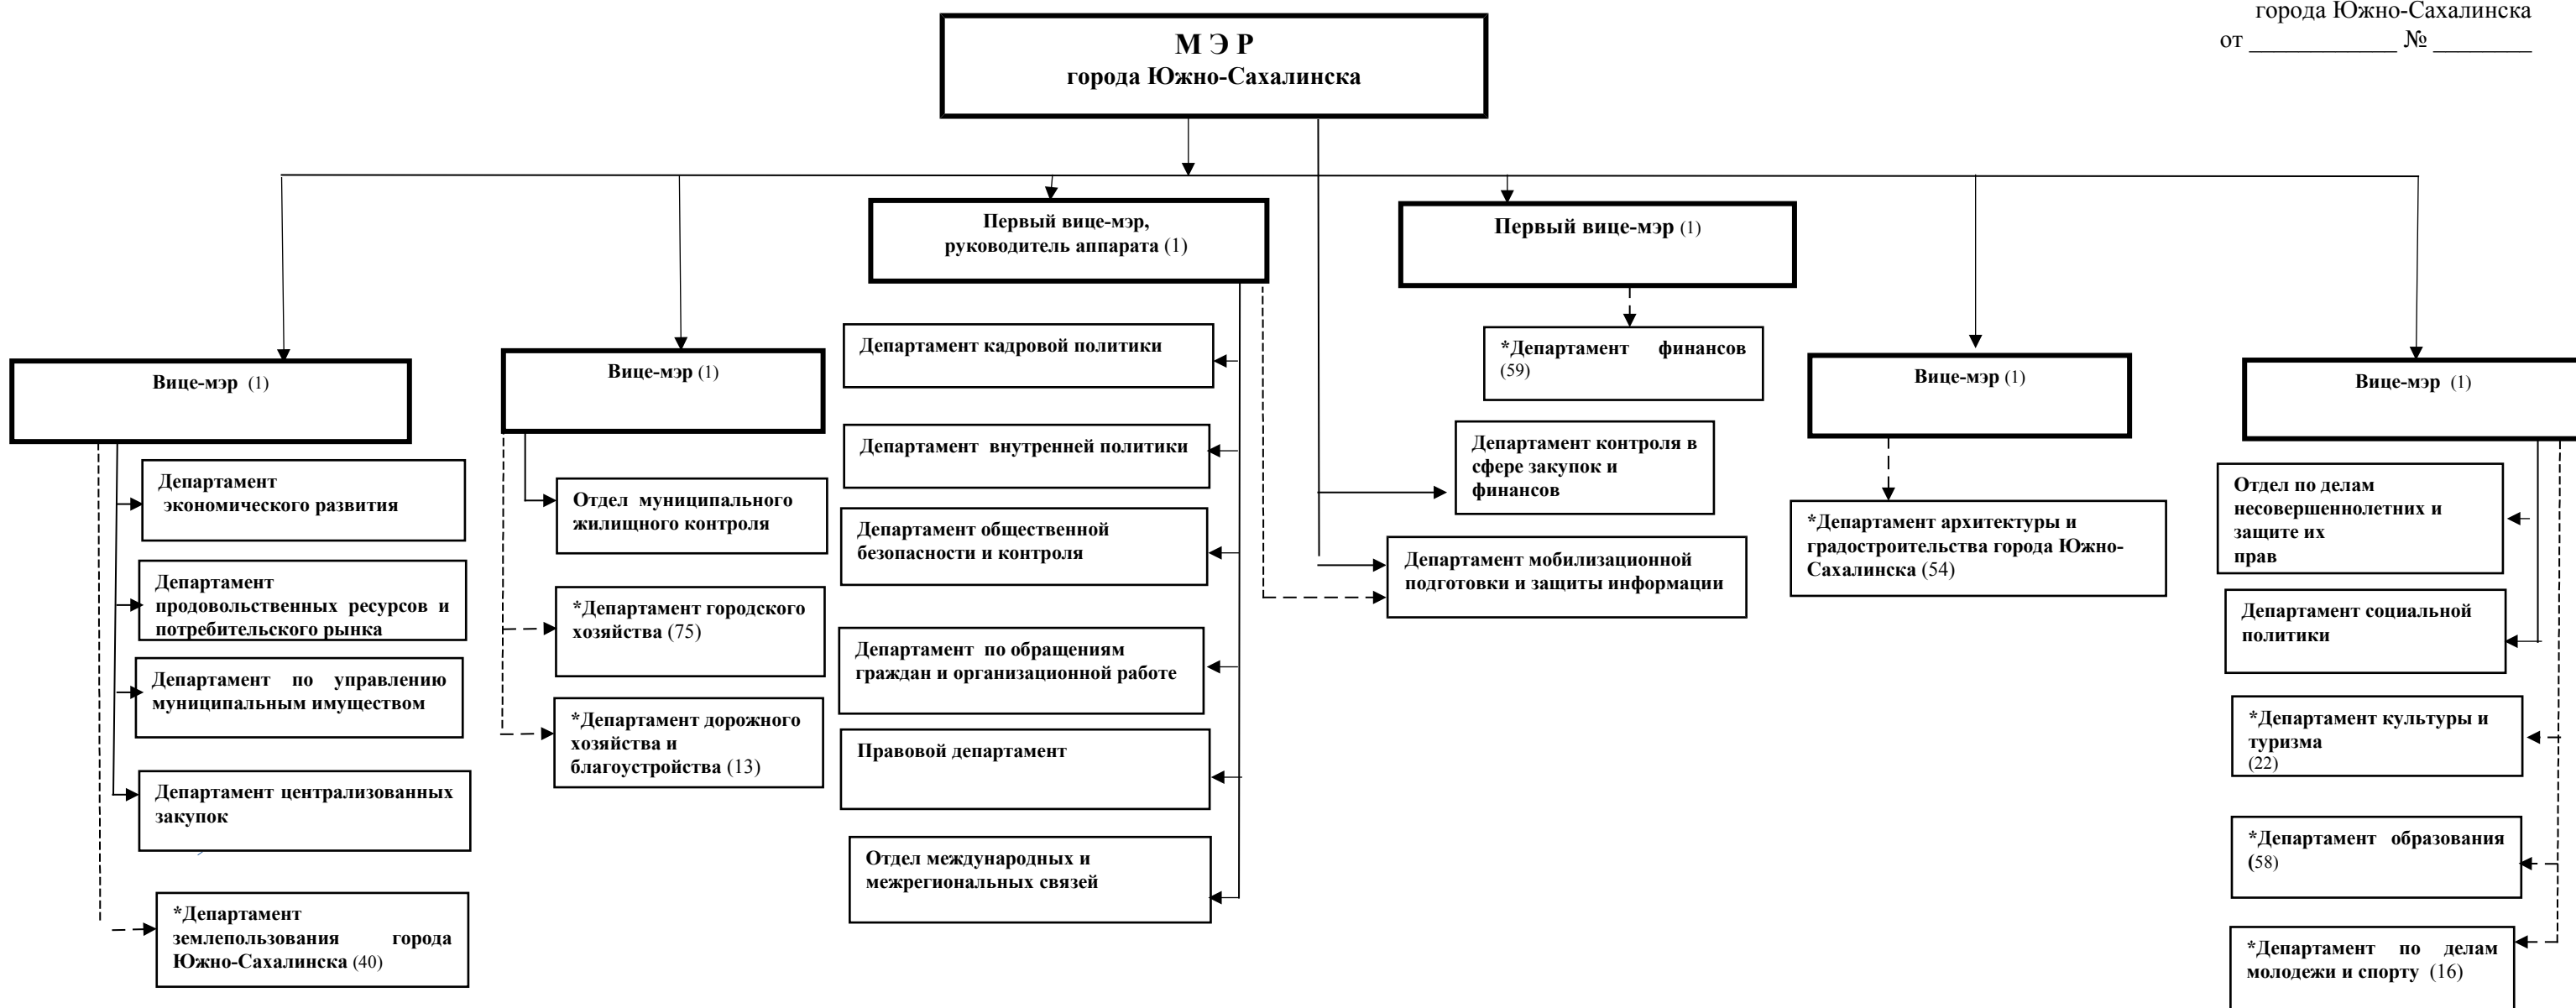 города Южно-Сахалинска
от ____________ № ________
М Э Р
города Южно-Сахалинска
Первый вице-мэр,
руководитель аппарата (1)
Первый вице-мэр (1)
Вице-мэр (1)
Вице-мэр (1)
Вице-мэр (1)
Вице-мэр (1)
Департамент
экономического развития
Департамент
продовольственных ресурсов и
потребительского рынка
Департамент по управлению
муниципальным имуществом
Департамент централизованных
закупок
*Департамент
землепользования города
Южно-Сахалинска (40)
Отдел муниципального
жилищного контроля
*Департамент городского
хозяйства (75)
*Департамент дорожного
хозяйства и
благоустройства (13)
Департамент кадровой политики
Департамент внутренней политики
Департамент общественной
безопасности и контроля
Департамент по обращениям
граждан и организационной работе
Правовой департамент
Отдел международных и
межрегиональных связей
*Департамент финансов
(59)
Департамент контроля в
сфере закупок и
финансов
Департамент мобилизационной
подготовки и защиты информации
*Департамент архитектуры и
градостроительства города Южно-
Сахалинска (54)
Отдел по делам
несовершеннолетних и
защите их
прав
Департамент социальной
политики
*Департамент культуры и
туризма
(22)
*Департамент образования
(58)
*Департамент по делам
молодежи и спорту (16)